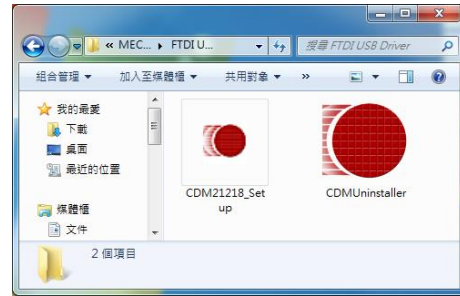 « MEC... ▸ FTDI U...
搜尋 FTDI USB Driver
組合管理 加入至媒體櫃 共用對象 »
我的最愛
下載
桌面
最近的位置
媒體櫃
文件
CDM21218_Set
up
CDMUninstaller
2 個項目